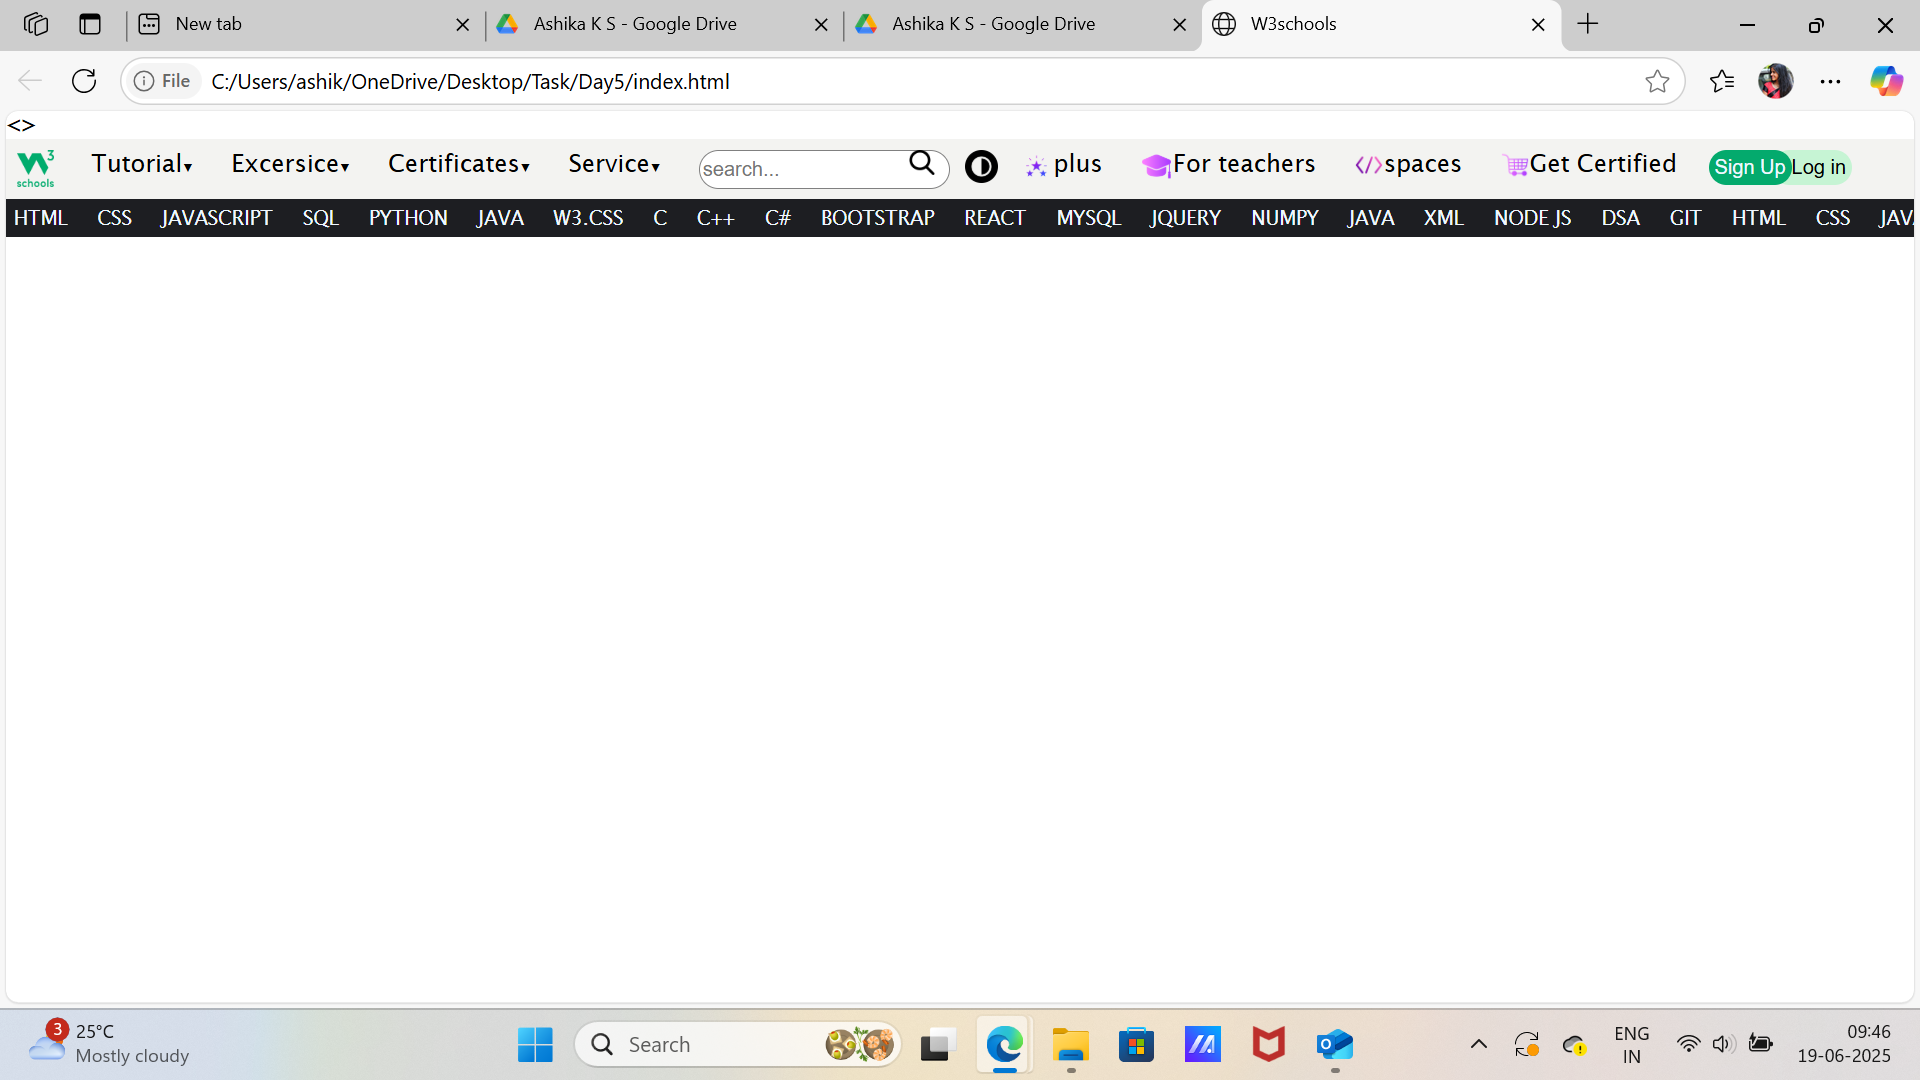 New tab
Ashika K S - Google Drive
Ashika K S - Google Drive
W3schools
File C:/Users/ashik/OneDrive/Desktop/Task/Day5/index.html
<>
W3 schools Tutorial▾ Excersice▾ Certificates▾ Service▾ search... plus For teachers </>spaces Get Certified Sign Up Log in
HTML CSS JAVASCRIPT SQL PYTHON JAVA W3.CSS C C++ C# BOOTSTRAP REACT MYSQL JQUERY NUMPY JAVA XML NODE JS DSA GIT HTML CSS JAV
3 25°C
Mostly cloudy
Search
ENG
IN
09:46
19-06-2025